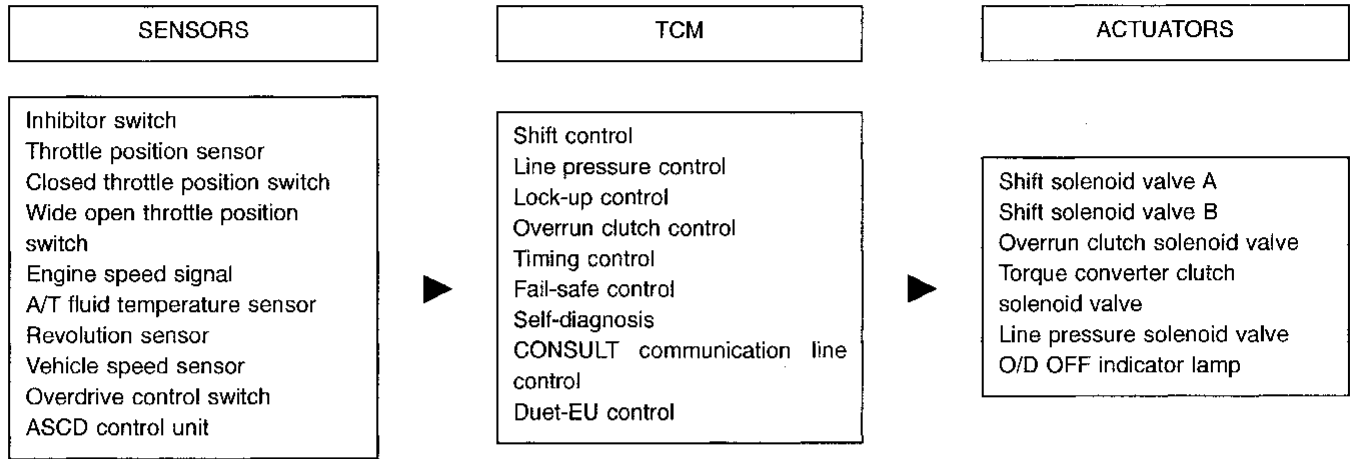 SENSORS
Inhibitor switch
Throttle position sensor
Closed throttle position switch
Wide open throttle position
switch
Engine speed signal
A/T fluid temperature sensor
Revolution sensor
Vehicle speed sensor
Overdrive control switch
ASCD control unit
TCM
Shift control
Line pressure control
Lock-up control
Overrun clutch control
Timing control
Fail-safe control
Self-diagnosis
CONSULT communication line
control
Duet-EU control
ACTUATORS
Shift solenoid valve A
Shift solenoid valve B
Overrun clutch solenoid valve
Torque converter clutch
solenoid valve
Line pressure solenoid valve
O/D OFF indicator lamp